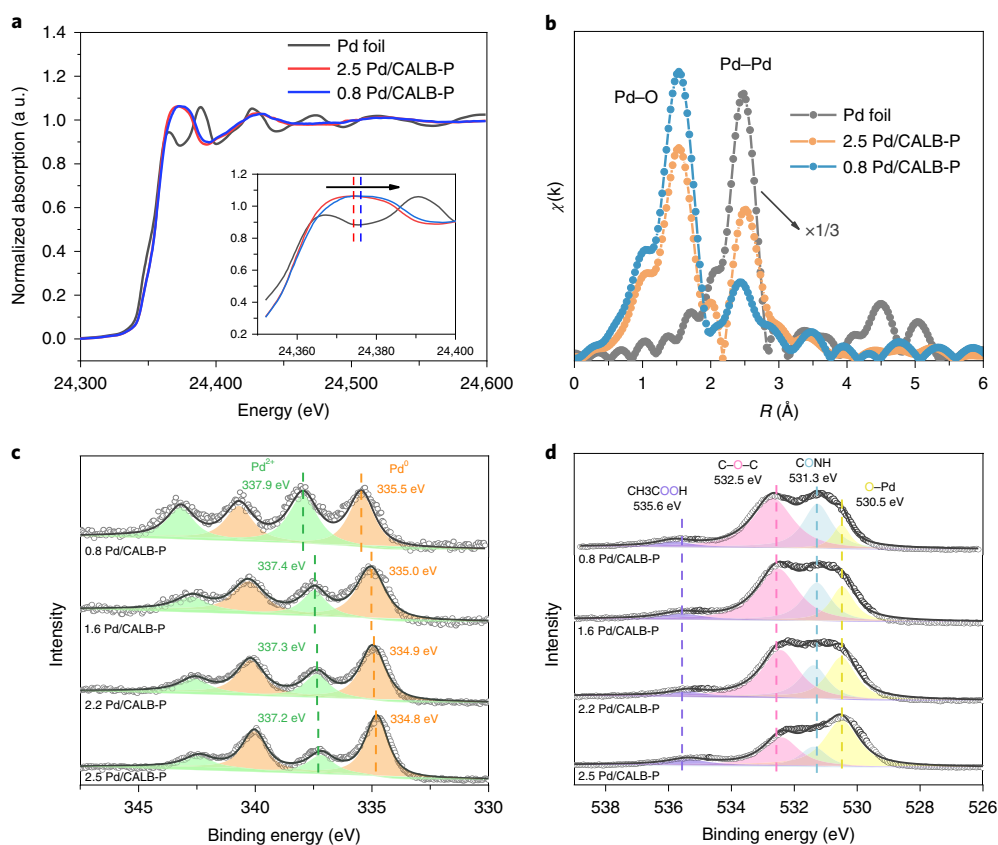 a
Normalized absorption (a.u.)
1.4
1.2
1.0
0.8
0.6
0.4
0.2
0.0
Pd foil
2.5 Pd/CALB-P
0.8 Pd/CALB-P
1.2
1.0
0.8
0.6
0.4
0.2
24,360
24,380
24,400
24,300
24,400
24,500
24,600
Energy (eV)
b
χ(k)
Pd–O
Pd–Pd
Pd foil
2.5 Pd/CALB-P
0.8 Pd/CALB-P
×1/3
0
1
2
3
4
5
6
R (Å)
c
Intensity
Pd2+
337.9 eV
Pd0
335.5 eV
0.8 Pd/CALB-P
337.4 eV
335.0 eV
1.6 Pd/CALB-P
337.3 eV
334.9 eV
2.2 Pd/CALB-P
337.2 eV
334.8 eV
2.5 Pd/CALB-P
345
340
335
330
Binding energy (eV)
d
Intensity
CH3COOH
535.6 eV
C–O–C
532.5 eV
CONH
531.3 eV
O–Pd
530.5 eV
0.8 Pd/CALB-P
1.6 Pd/CALB-P
2.2 Pd/CALB-P
2.5 Pd/CALB-P
538
536
534
532
530
528
526
Binding energy (eV)